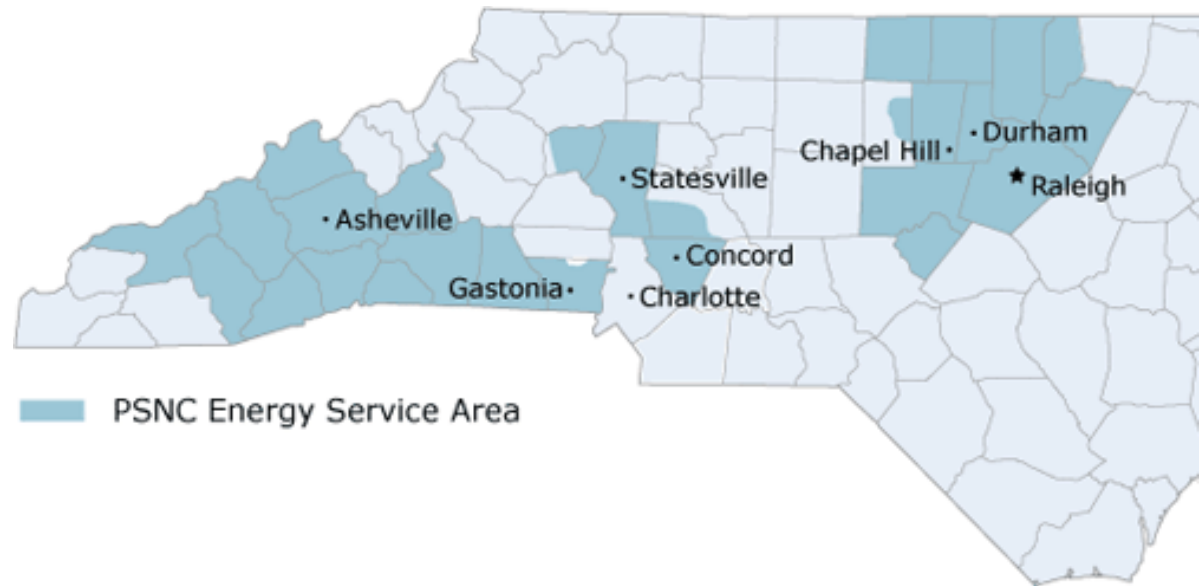 Durham
Chapel Hill
Statesville
Raleigh
Asheville
Concord
Gastonia
Charlotte
PSNC Energy Service Area